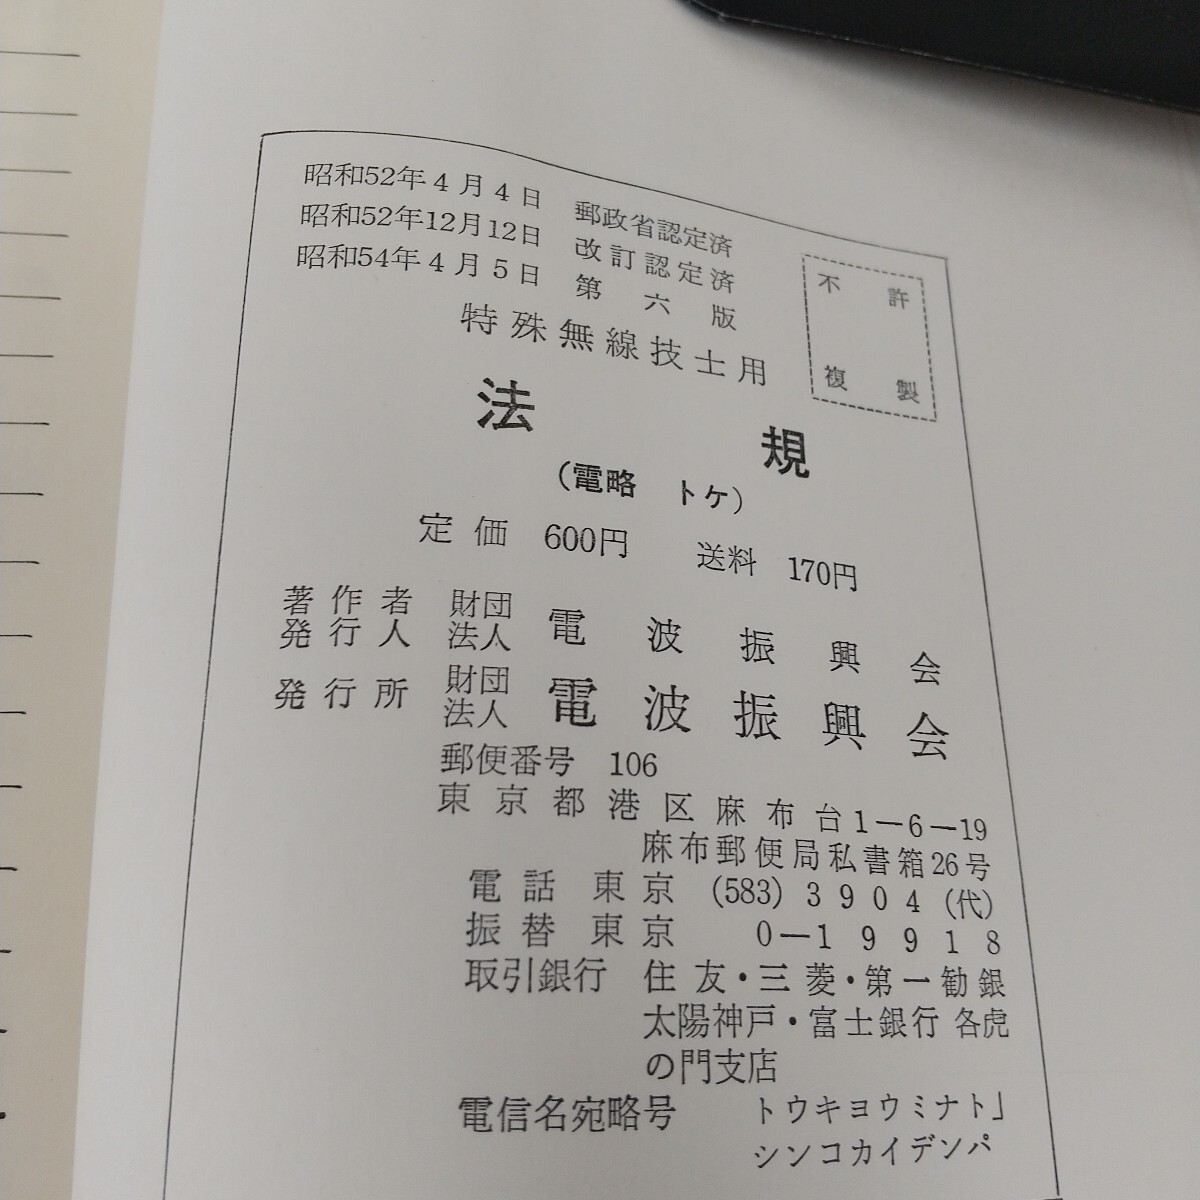 昭和52年4月4日 郵政省認定済
昭和52年12月12日 改訂認定済
昭和54年4月5日 第六版
不許
複製
特殊無線技士用
法規
(電略 トケ)
定価 600円 送料 170円
著作者 財団 電波振興会
発行人 法人
発行所 財団 電波振興会
法人
郵便番号 106
東京都港区麻布台1—6—19
麻布郵便局私書箱26号
電話 東京 (583) 3904 (代)
振替 東京 0—19918
取引銀行 住友・三菱・第一勧銀
太陽神戸・富士銀行 各虎
の門支店
電信名宛略号 トウキヨウミナト」
シンコカイデンパ